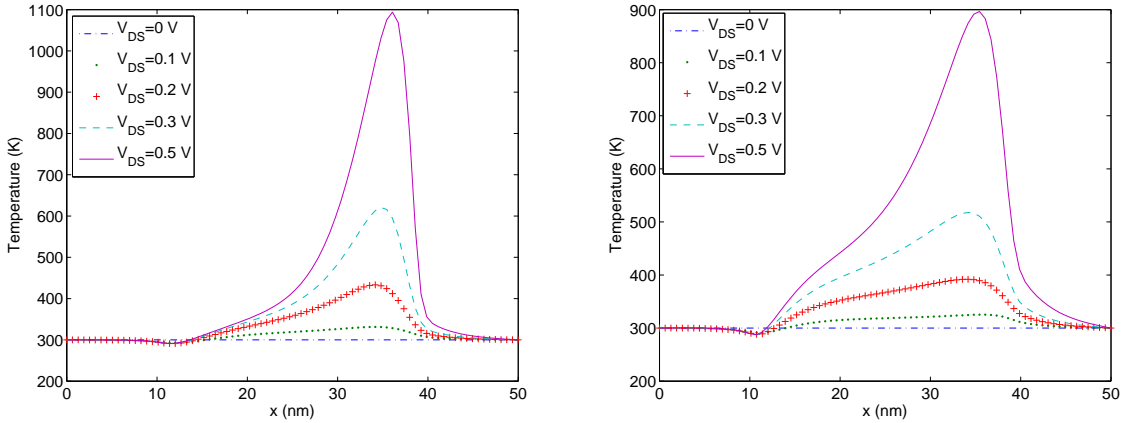 1100
1000
900
800
700
600
500
400
300
200
Temperature (K)
V_DS=0 V
V_DS=0.1 V
V_DS=0.2 V
V_DS=0.3 V
V_DS=0.5 V
0 10 20 30 40 50
x (nm)
900
800
700
600
500
400
300
200
Temperature (K)
V_DS=0 V
V_DS=0.1 V
V_DS=0.2 V
V_DS=0.3 V
V_DS=0.5 V
0 10 20 30 40 50
x (nm)